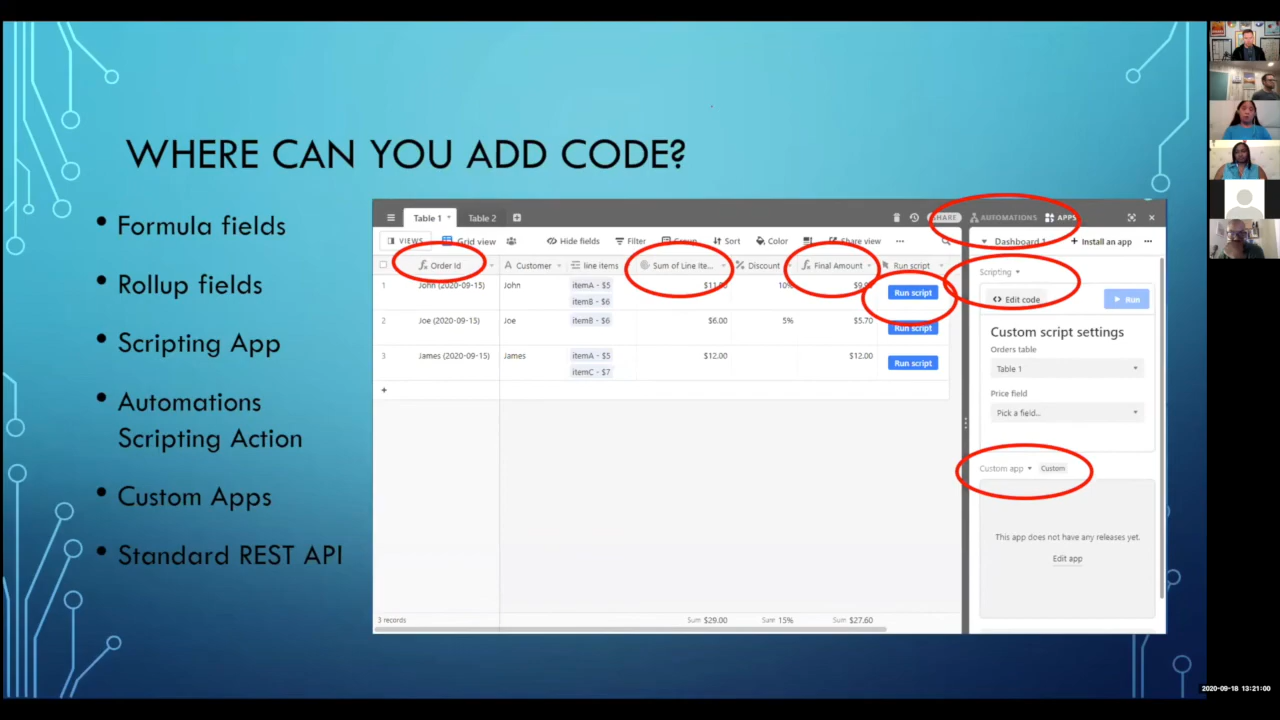 WHERE CAN YOU ADD CODE?
• Formula fields
• Rollup fields
• Scripting App
• Automations
Scripting Action
• Custom Apps
• Standard REST API
Table 1 Table 2
SHARE AUTOMATIONS APPS
VIEWS Grid view Hide fields Filter Group Sort Color Share view ...
Dashboard 1 + Install an app ...
Order Id Customer line items Sum of Line Ite... Discount Final Amount Run script
1 John (2020-09-15) John itemA - $5 10% Run script
itemB - $6
2 Joe (2020-09-15) Joe itemB - $6 $6.00 5% $5.70 Run script
3 James (2020-09-15) James itemA - $5 $12.00 $12.00 Run script
itemC - $7
+
3 records Sum $29.00 Sum 15% Sum $27.60
Scripting
<> Edit code Run
Custom script settings
Orders table
Table 1
Price field
Pick a field...
Custom app Custom
This app does not have any releases yet.
Edit app
2020-09-18 13:21:00